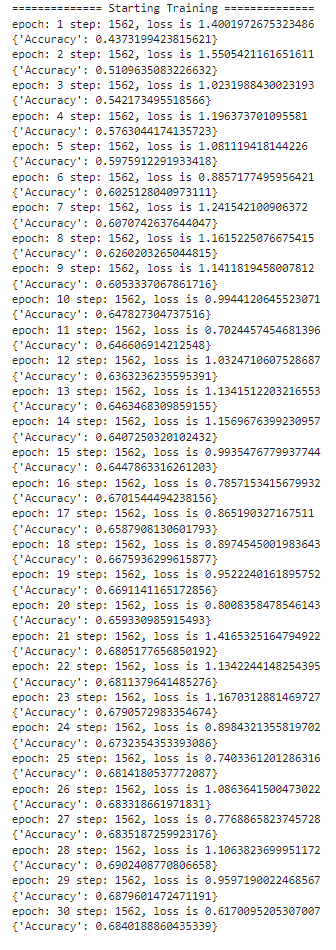 ============== Starting Training ==============
epoch: 1 step: 1562, loss is 1.4001972675323486
{'Accuracy': 0.4373199423815621}
epoch: 2 step: 1562, loss is 1.5505421161651611
{'Accuracy': 0.5109635083226632}
epoch: 3 step: 1562, loss is 1.0231988430023193
{'Accuracy': 0.542173495518566}
epoch: 4 step: 1562, loss is 1.196373701095581
{'Accuracy': 0.5763044174135723}
epoch: 5 step: 1562, loss is 1.081119418144226
{'Accuracy': 0.5975912291933418}
epoch: 6 step: 1562, loss is 0.8857177495956421
{'Accuracy': 0.6025128040973111}
epoch: 7 step: 1562, loss is 1.241542100906372
{'Accuracy': 0.6070742637644047}
epoch: 8 step: 1562, loss is 1.1615225076675415
{'Accuracy': 0.6260203265044815}
epoch: 9 step: 1562, loss is 1.1411819458007812
{'Accuracy': 0.6053337067861716}
epoch: 10 step: 1562, loss is 0.9944120645523071
{'Accuracy': 0.647827304737516}
epoch: 11 step: 1562, loss is 0.7024457454681396
{'Accuracy': 0.646606914212548}
epoch: 12 step: 1562, loss is 1.0324710607528687
{'Accuracy': 0.6363236235595391}
epoch: 13 step: 1562, loss is 1.1341512203216553
{'Accuracy': 0.6463468309859155}
epoch: 14 step: 1562, loss is 1.1569676399230957
{'Accuracy': 0.6407250320102432}
epoch: 15 step: 1562, loss is 0.9935476779937744
{'Accuracy': 0.6447863316261203}
epoch: 16 step: 1562, loss is 0.7857153415679932
{'Accuracy': 0.6701544494238156}
epoch: 17 step: 1562, loss is 0.865190327167511
{'Accuracy': 0.6587908130601793}
epoch: 18 step: 1562, loss is 0.8974545001983643
{'Accuracy': 0.6675936299615877}
epoch: 19 step: 1562, loss is 0.9522240161895752
{'Accuracy': 0.6691141165172856}
epoch: 20 step: 1562, loss is 0.8008358478546143
{'Accuracy': 0.659330985915493}
epoch: 21 step: 1562, loss is 1.4165325164794922
{'Accuracy': 0.6805177656850192}
epoch: 22 step: 1562, loss is 1.1342244148254395
{'Accuracy': 0.6811379641485276}
epoch: 23 step: 1562, loss is 1.1670312881469727
{'Accuracy': 0.6790572983354674}
epoch: 24 step: 1562, loss is 0.8984321355819702
{'Accuracy': 0.6732354353393086}
epoch: 25 step: 1562, loss is 0.7403361201286316
{'Accuracy': 0.6814180537772087}
epoch: 26 step: 1562, loss is 1.0863641500473022
{'Accuracy': 0.683318661971831}
epoch: 27 step: 1562, loss is 0.7768865823745728
{'Accuracy': 0.6835187259923176}
epoch: 28 step: 1562, loss is 1.1063823699951172
{'Accuracy': 0.6902408770806658}
epoch: 29 step: 1562, loss is 0.9597190022468567
{'Accuracy': 0.6879601472471191}
epoch: 30 step: 1562, loss is 0.6170095205307007
{'Accuracy': 0.6840188860435339}